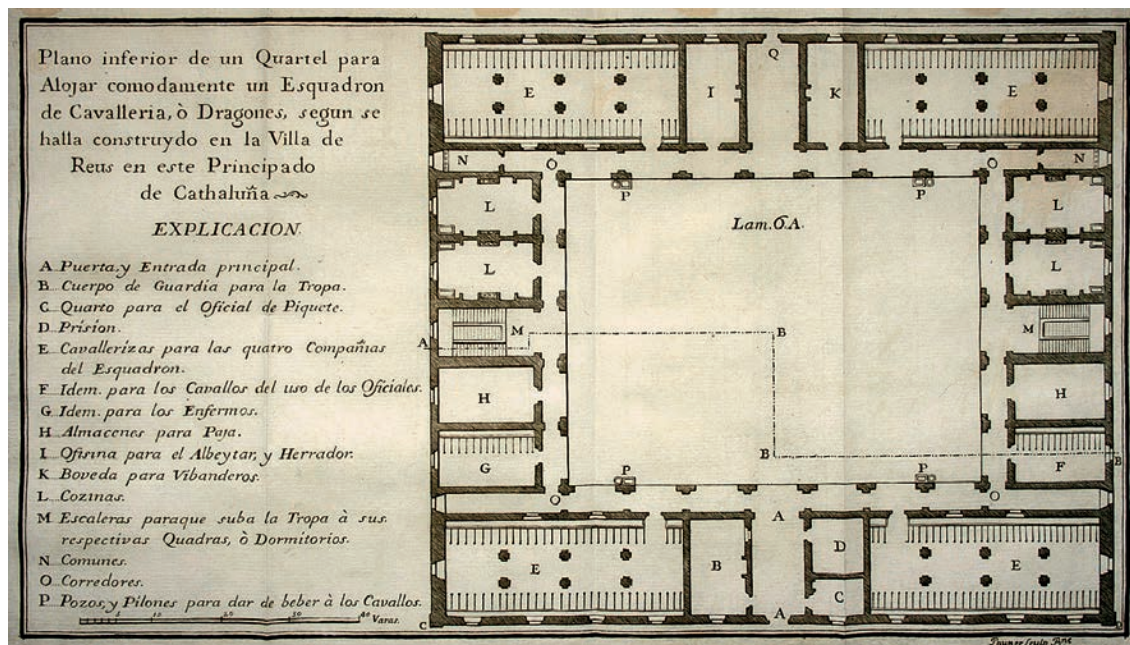 Plano inferior de un Quartel para
Alojar comodamente un Esquadron
de Cavalleria, ò Dragones, segun se
halla construydo en la Villa de
Reus en este Principado
de Cathaluña
EXPLICACION.
A Puerta, y Entrada principal.
B Cuerpo de Guardia para la Tropa.
C Quarto para el Oficial de Piquete.
D Prision.
E Cavallerizas para las quatro Compañias
del Esquadron.
F Idem. para los Cavallos del uso de los Oficiales.
G Idem. para los Enfermos.
H Almacenes para Paja.
I Ofisina para el Albeytar, y Herrador.
K Boveda para Vibanderos.
L Cozinas.
M Escaleras paraque suba la Tropa à sus
respectivas Quadras, ò Dormitorios.
N Comunes.
O Corredores.
P Pozos, y Pilones para dar de beber à los Cavallos.
10 20 30 40 Varas.
Q
E I K E
N O O N
P P
L L
Lam. 6. A.
L L
A M B M
H H
B B
G P P F
O O
A
E B D E
C
A
C